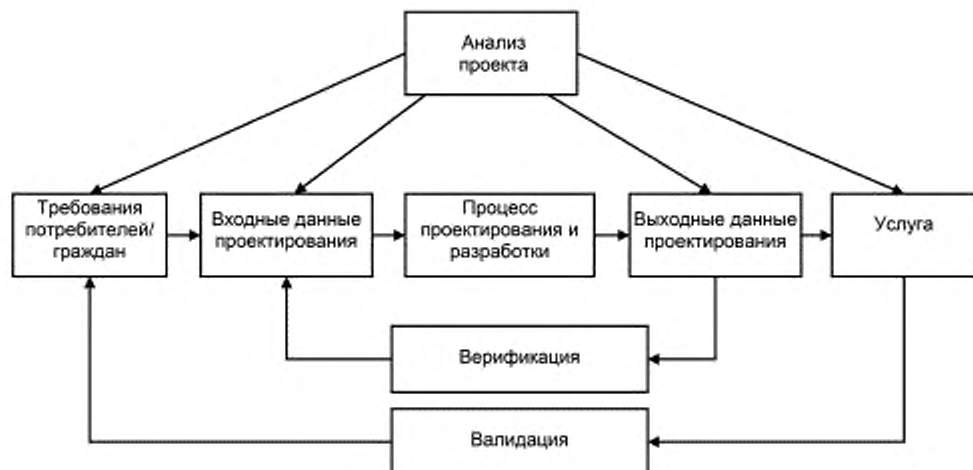 Анализ
проекта
Требования
потребителей/
граждан
Входные данные
проектирования
Процесс
проектирования и
разработки
Выходные данные
проектирования
Услуга
Верификация
Валидация